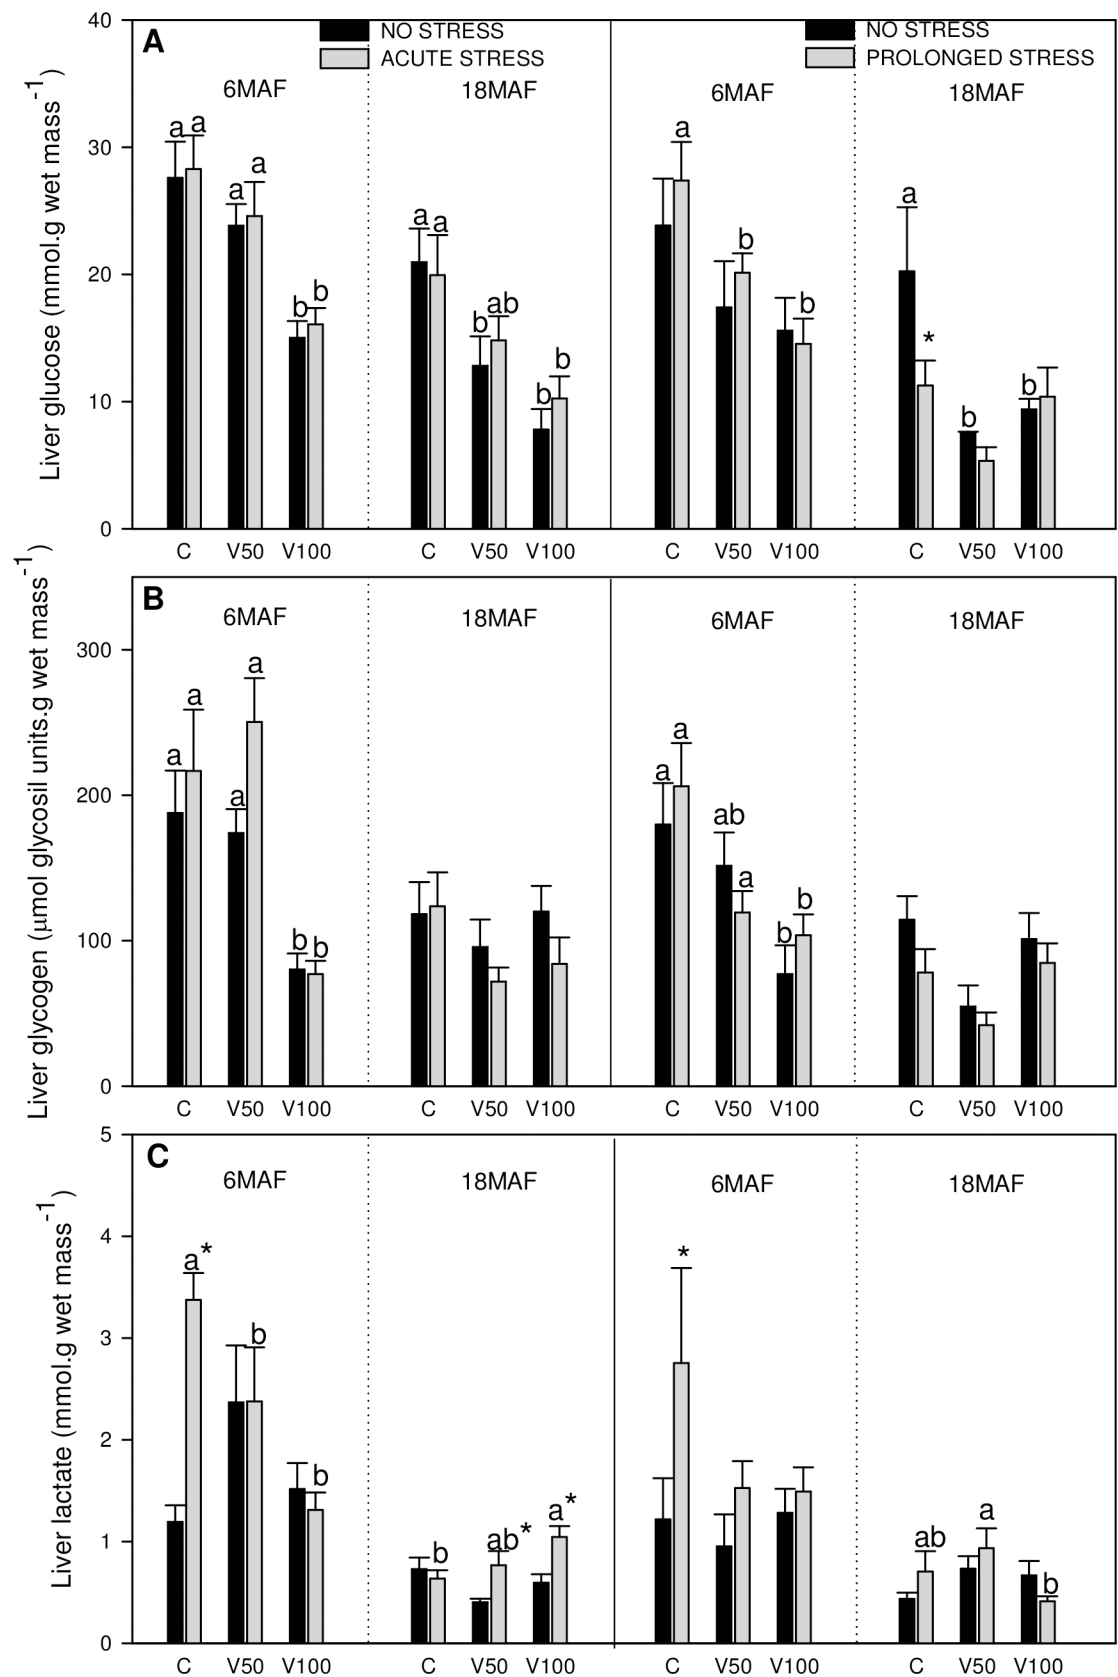 A
NO STRESS
ACUTE STRESS
NO STRESS
PROLONGED STRESS
6MAF 18MAF 6MAF 18MAF
Liver glucose (mmol.g wet mass-1)
40
30
20
10
0
a a a a b b
a a b ab b b
a b b
a * b b
C V50 V100 C V50 V100 C V50 V100 C V50 V100
B
6MAF 18MAF 6MAF 18MAF
Liver glycogen (µmol glycosil units.g wet mass-1)
300
200
100
0
a a a a b b
a a ab a b b
C V50 V100 C V50 V100 C V50 V100 C V50 V100
C
6MAF 18MAF 6MAF 18MAF
Liver lactate (mmol.g wet mass-1)
5
4
3
2
1
0
a* b b
b ab* a*
*
ab a b
C V50 V100 C V50 V100 C V50 V100 C V50 V100